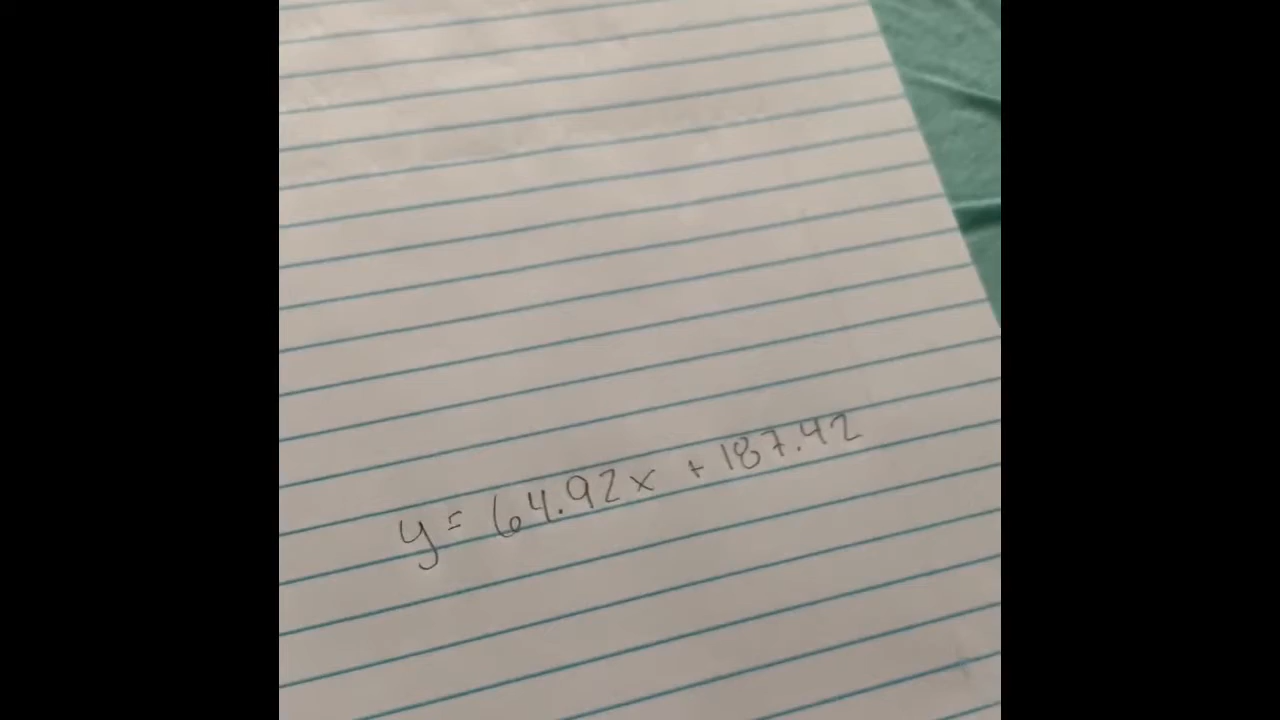 y = 64.92x + 187.42